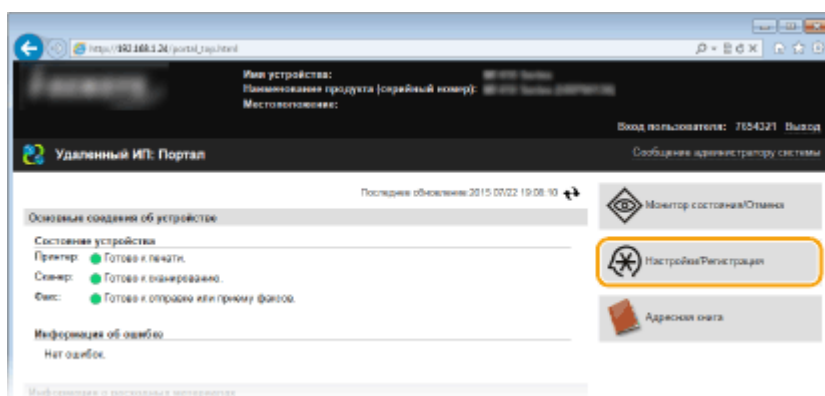 http://192.168.1.24/portal_top.html
Имя устройства:
Наименование продукта (серийный номер):
Местоположение:
Вход пользователя: 7654321 Выход
Удаленный ИП: Портал
Сообщение администратору системы
Последнее обновление: 2015 07/22 19:08:10
Основные сведения об устройстве
Состояние устройства
Принтер: Готово к печати.
Сканер: Готово к сканированию.
Факс: Готово к отправке или приему факсов.
Информация об ошибке
Нет ошибок.
Информация о расходных материалах
Монитор состояния/Отмена
Настройки/Регистрация
Адресная книга